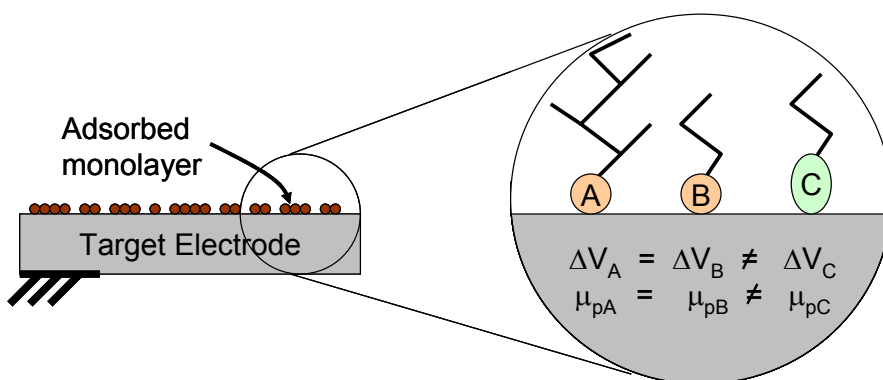 Adsorbed
monolayer
Target Electrode
A
B
C
ΔV_A = ΔV_B ≠ ΔV_C
μ_pA = μ_pB ≠ μ_pC